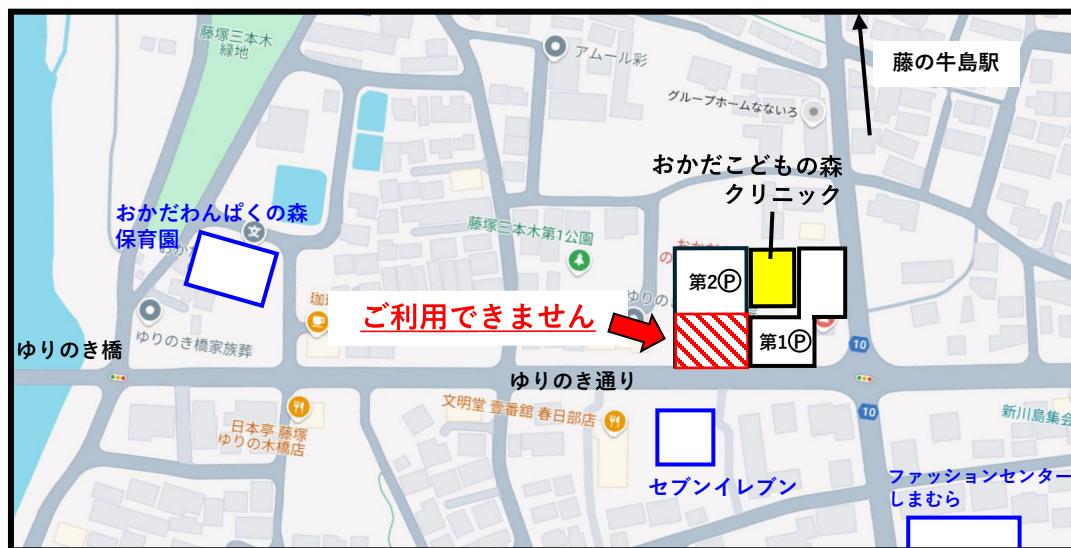 藤塚三本木
緑地
アムール彩
藤の牛島駅
グループホームなないろ
おかだこどもの森
クリニック
おかだわんぱくの森
保育園
藤塚三本木第1公園
第2Ⓟ
ご利用できません
第1Ⓟ
10
ゆりのき橋
ゆりのき橋家族葬
ゆりのき通り
文明堂 壹番館 春日部店
10
日本亭 藤塚
ゆりの木橋店
新川島集会
セブンイレブン
ファッションセンター
しまむら